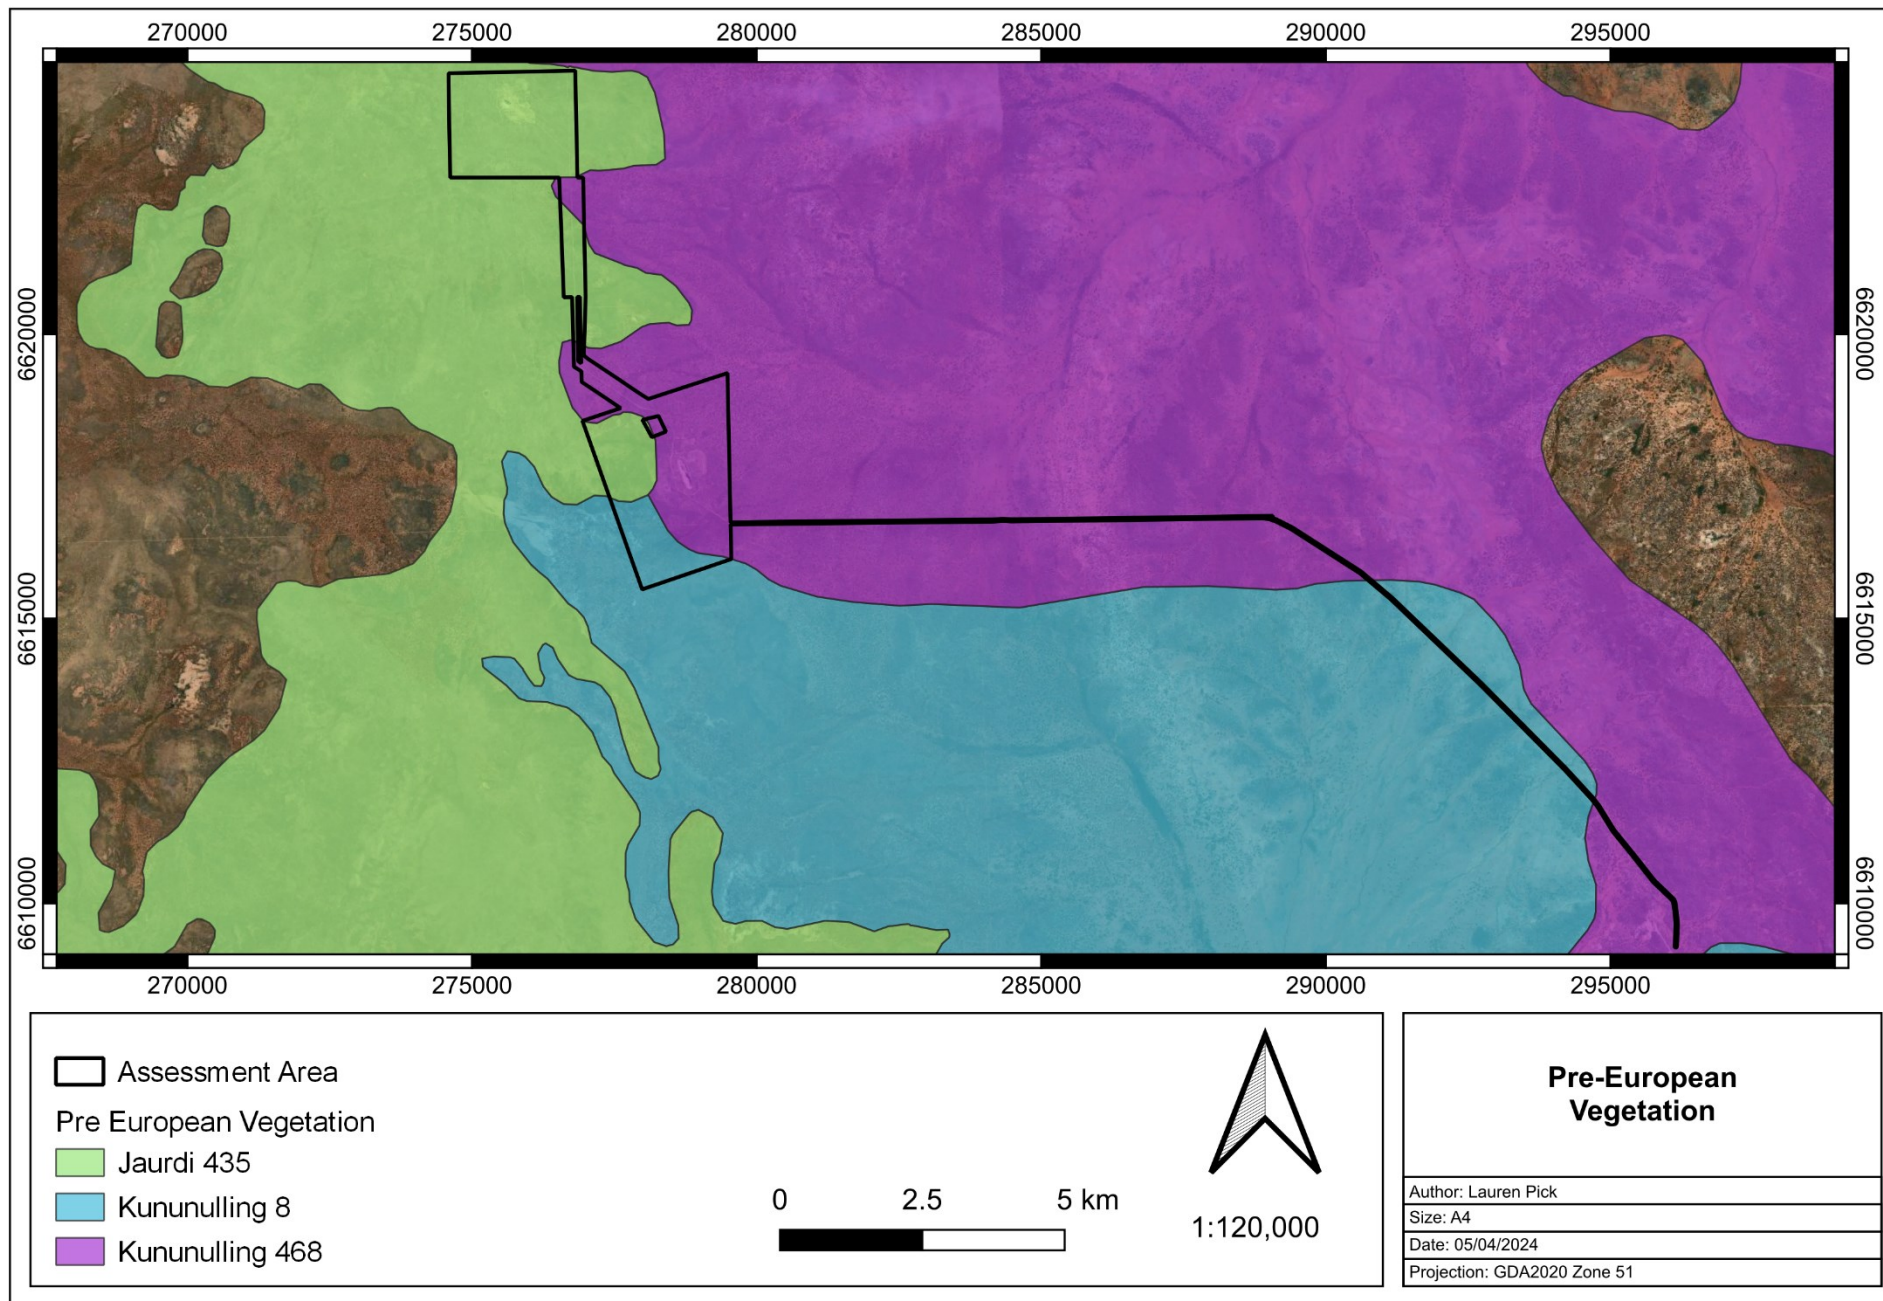 270000 275000 280000 285000 290000 295000
6620000 6620000
6615000 6615000
6610000 6610000
270000 275000 280000 285000 290000 295000
Assessment Area
Pre European Vegetation
Jaurdi 435
Kununulling 8
Kununulling 468
0 2.5 5 km
1:120,000
Pre-European
Vegetation
Author: Lauren Pick
Size: A4
Date: 05/04/2024
Projection: GDA2020 Zone 51